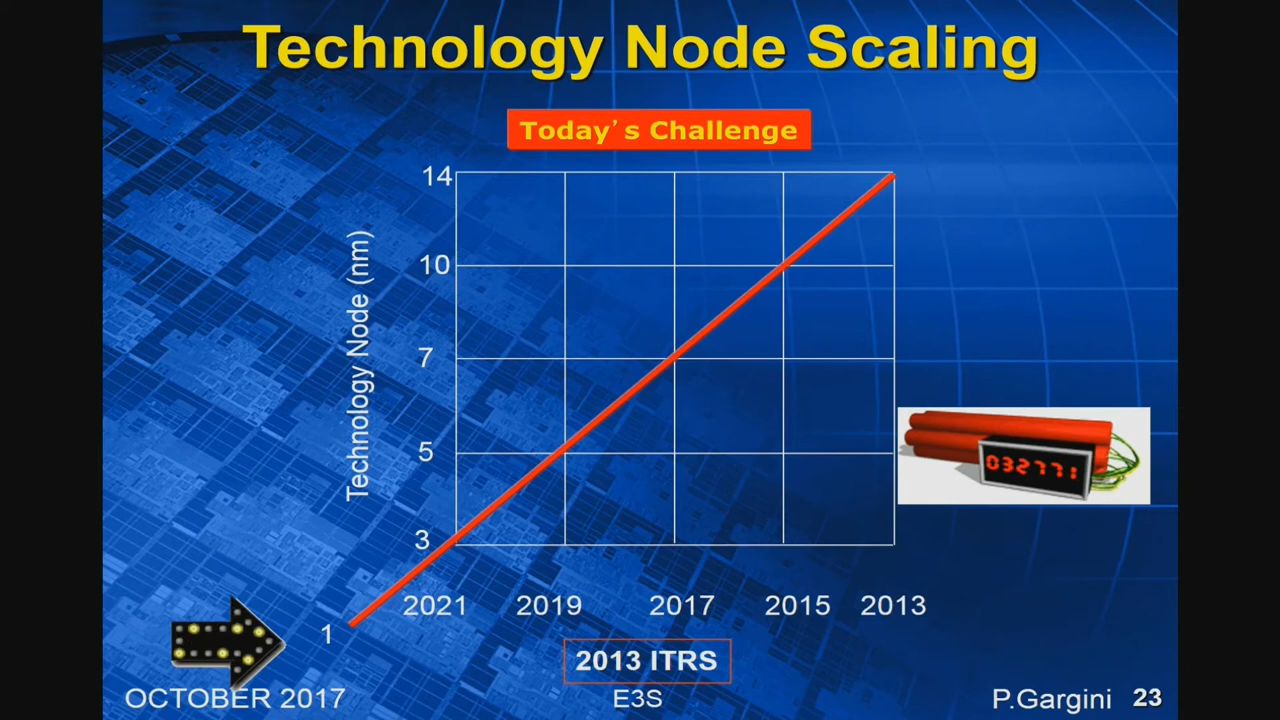 Technology Node Scaling
Today's Challenge
14
10
7
5
3
1
Technology Node (nm)
032771
2021 2019 2017 2015 2013
2013 ITRS
OCTOBER 2017
E3S
P.Gargini 23